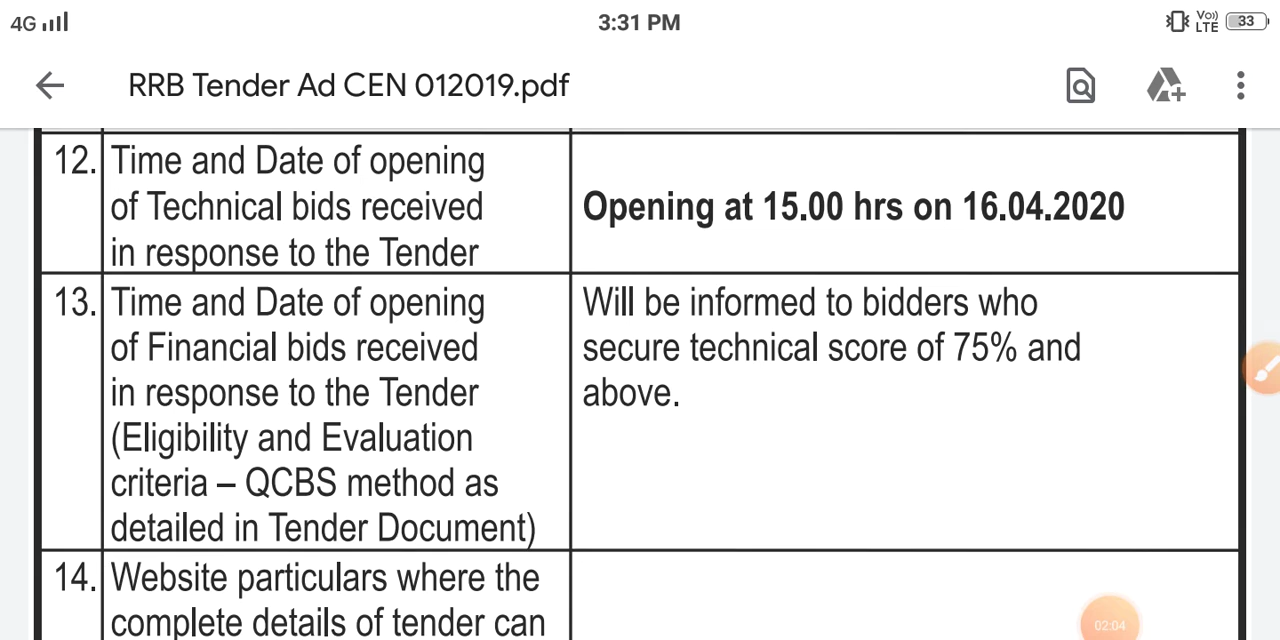 4G 3:31 PM Vo)) LTE 33
RRB Tender Ad CEN 012019.pdf
12. Time and Date of opening
of Technical bids received
in response to the Tender
Opening at 15.00 hrs on 16.04.2020
13. Time and Date of opening
of Financial bids received
in response to the Tender
(Eligibility and Evaluation
criteria – QCBS method as
detailed in Tender Document)
Will be informed to bidders who
secure technical score of 75% and
above.
14. Website particulars where the
complete details of tender can
02:04